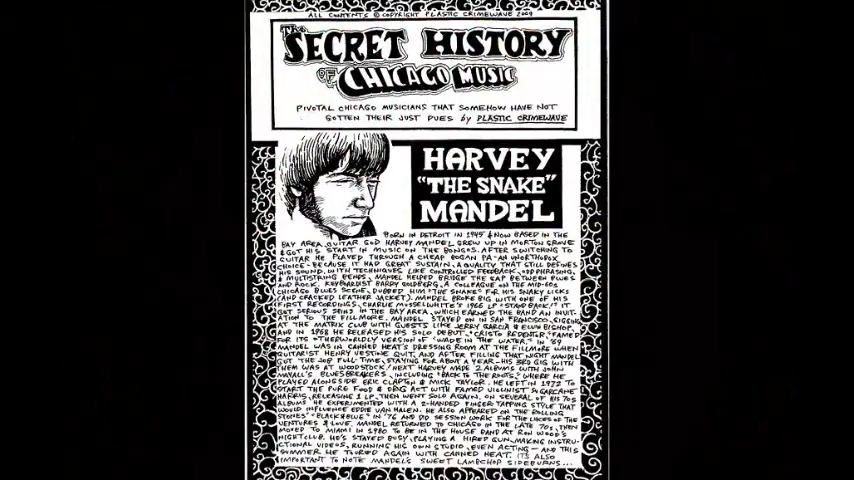 ALL CONTENTS © COPYRIGHT PLASTIC CRIMEWAVE 2009
The
SECRET HISTORY
OF CHICAGO MUSIC
PIVOTAL CHICAGO MUSICIANS THAT SOMEHOW HAVE NOT
GOTTEN THEIR JUST DUES by PLASTIC CRIMEWAVE
HARVEY
"THE SNAKE"
MANDEL
BORN IN DETROIT IN 1945 & NOW BASED IN THE
BAY AREA, GUITAR GOD HARVEY MANDEL GREW UP IN MORTON GROVE
& GOT HIS START IN MUSIC ON THE BONGOS. AFTER SWITCHING TO
GUITAR HE PLAYED THROUGH A CHEAP BOGAN PA-AN UNORTHODOX
CHOICE-BECAUSE IT HAD GREAT SUSTAIN, A QUALITY THAT STILL DEFINES
HIS SOUND. WITH TECHNIQUES LIKE CONTROLLED FEEDBACK, ODD PHRASING,
& MULTISTRING BENDS, MANDEL HELPED BRIDGE THE GAP BETWEEN BLUES
AND ROCK. KEYBOARDIST BARRY GOLDBERG, A COLLEAGUE ON THE MID-60s
CHICAGO BLUES SCENE, DUBBED HIM "THE SNAKE" FOR HIS SNAKY LICKS
(AND CRACKED LEATHER JACKET). MANDEL BROKE BIG WITH ONE OF HIS
FIRST RECORDINGS, CHARLIE MUSSELWHITE'S 1966 LP "STAND BACK!" IT
GOT SERIOUS SPINS IN THE BAY AREA, WHICH EARNED THE BAND AN INVIT-
ATION TO THE FILLMORE. MANDEL STAYED ON IN SAN FRANCISCO, GIGGING
AT THE MATRIX CLUB WITH GUESTS LIKE JERRY GARCIA & ELVIN BISHOP,
AND IN 1968 HE RELEASED HIS SOLO DEBUT, "CRISTO REDENTOR," FAMED
FOR ITS OTHERWORLDLY VERSION OF "WADE IN THE WATER." IN '69
MANDEL WAS IN CANNED HEAT'S DRESSING ROOM AT THE FILLMORE WHEN
GUITARIST HENRY VESTINE QUIT, AND AFTER FILLING THAT NIGHT MANDEL
GOT THE JOB FULL-TIME, STAYING FOR ABOUT A YEAR-HIS 3RD GIG WITH
THEM WAS AT WOODSTOCK! NEXT HARVEY MADE 2 ALBUMS WITH JOHN
MAYALL'S BLUESBREAKERS, INCLUDING "BACK TO THE ROOTS," WHERE HE
PLAYED ALONGSIDE ERIC CLAPTON & MICK TAYLOR. HE LEFT IN 1972 TO
START THE PURE FOOD & DRUG ACT WITH FAMED VIOLINIST SUGARCANE
HARRIS, RELEASING 1 LP, THEN WENT SOLO AGAIN. ON SEVERAL OF HIS 70s
ALBUMS HE EXPERIMENTED WITH A 2-HANDED FINGER TAPPING STYLE THAT
WOULD INFLUENCE EDDIE VAN HALEN. HE ALSO APPEARED ON THE ROLLING
STONES' "BLACK & BLUE" IN '76 AND DID SESSION WORK FOR THE LIKES OF THE
VENTURES & LOVE. MANDEL RETURNED TO CHICAGO IN THE LATE 70s, THEN
MOVED TO MIAMI IN 1980 TO BE IN THE HOUSE BAND AT RON WOOD'S
NIGHTCLUB. HE'S STAYED BUSY, PLAYING A HIRED GUN, MAKING INSTRU-
CTIONAL VIDEOS, RUNNING HIS OWN STUDIO, EVEN ACTING-AND THIS
SUMMER HE TOURED AGAIN WITH CANNED HEAT. IT'S ALSO
IMPORTANT TO NOTE MANDEL'S SWEET LAMBCHOP SIDEBURNS...